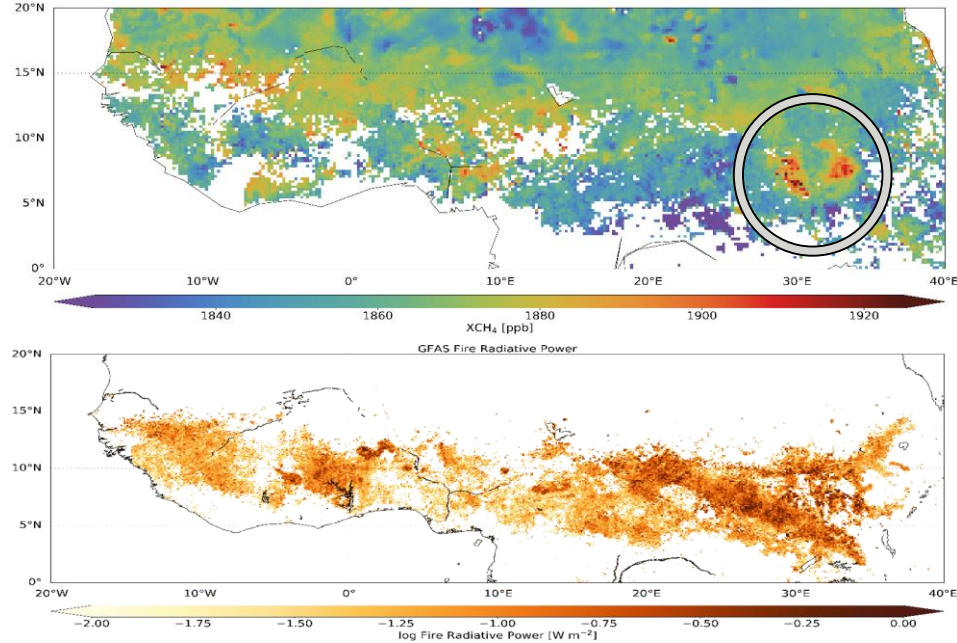 20°N
15°N
10°N
5°N
0°
20°W 10°W 0° 10°E 20°E 30°E 40°E
1840 1860 1880 1900 1920
XCH₄ [ppb]
GFAS Fire Radiative Power
20°N
15°N
10°N
5°N
0°
20°W 10°W 0° 10°E 20°E 30°E 40°E
−2.00 −1.75 −1.50 −1.25 −1.00 −0.75 −0.50 −0.25 0.00
log Fire Radiative Power [W m⁻²]